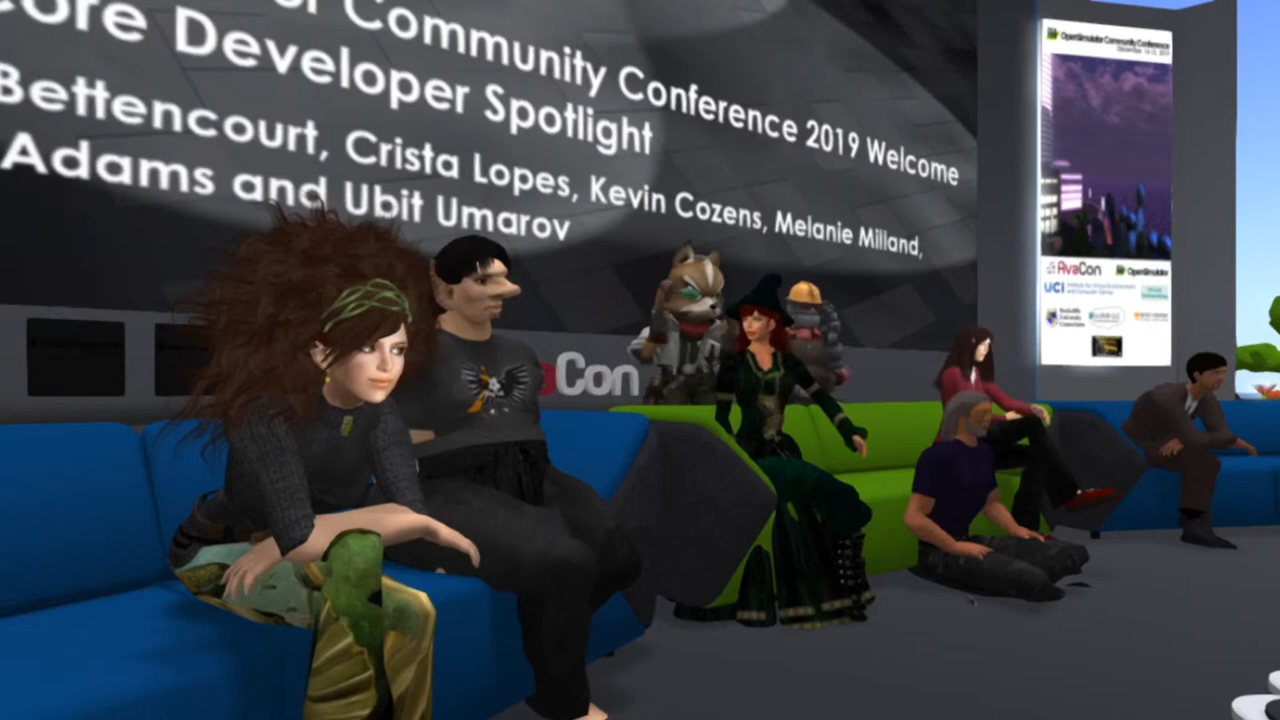 Community Conference 2019 Welcome
ore Developer Spotlight
Bettencourt, Crista Lopes, Kevin Cozens, Melanie Milland,
Adams and Ubit Umarov
Con
OpenSimulator Community Conference
AvaCon
OpenSimulator
UCI